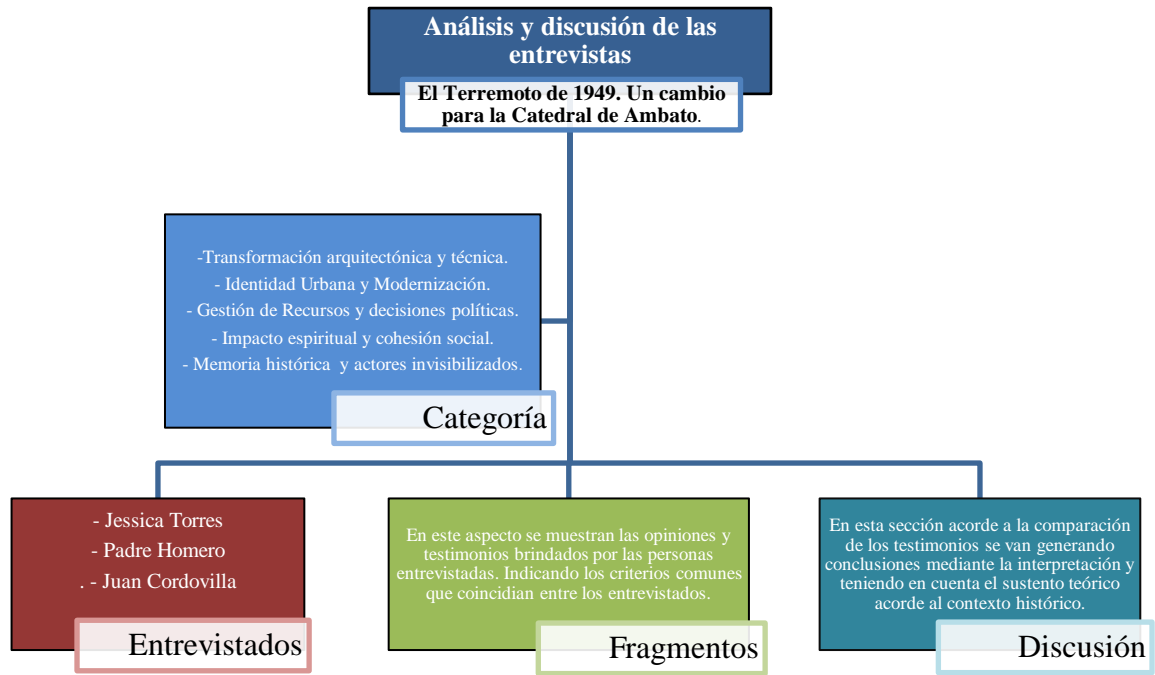 Análisis y discusión de las
entrevistas
El Terremoto de 1949. Un cambio
para la Catedral de Ambato.
-Transformación arquitectónica y técnica.
- Identidad Urbana y Modernización.
- Gestión de Recursos y decisiones políticas.
- Impacto espiritual y cohesión social.
- Memoria histórica y actores invisibilizados.
Categoría
- Jessica Torres
- Padre Homero
. - Juan Cordovilla
Entrevistados
En este aspecto se muestran las opiniones y
testimonios brindados por las personas
entrevistadas. Indicando los criterios comunes
que coincidian entre los entrevistados.
Fragmentos
En esta sección acorde a la comparación
de los testimonios se van generando
conclusiones mediante la interpretación y
teniendo en cuenta el sustento teórico
acorde al contexto histórico.
Discusión